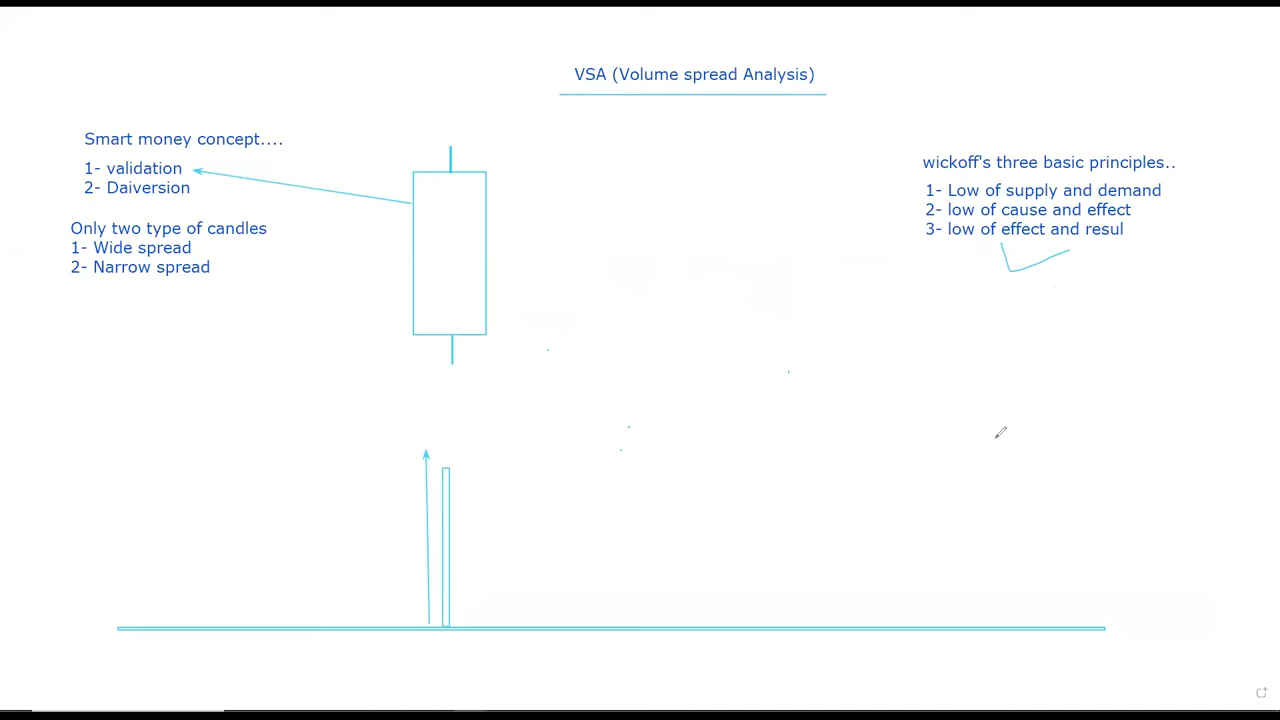 VSA (Volume spread Analysis)
Smart money concept....
1- validation
2- Daiversion
Only two type of candles
1- Wide spread
2- Narrow spread
wickoff's three basic principles..
1- Low of supply and demand
2- low of cause and effect
3- low of effect and resul